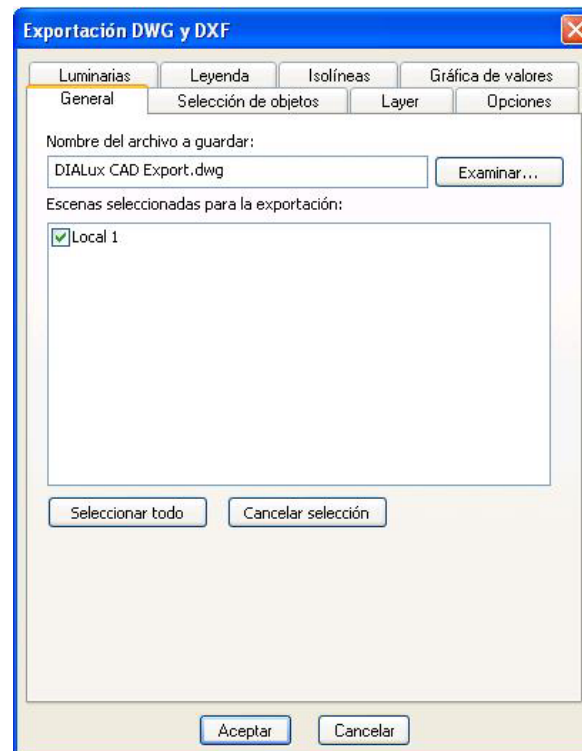 Exportación DWG y DXF
Luminarias Leyenda Isolíneas Gráfica de valores
General Selección de objetos Layer Opciones
Nombre del archivo a guardar:
DIALux CAD Export.dwg Examinar...
Escenas seleccionadas para la exportación:
Local 1
Seleccionar todo Cancelar selección
Aceptar Cancelar